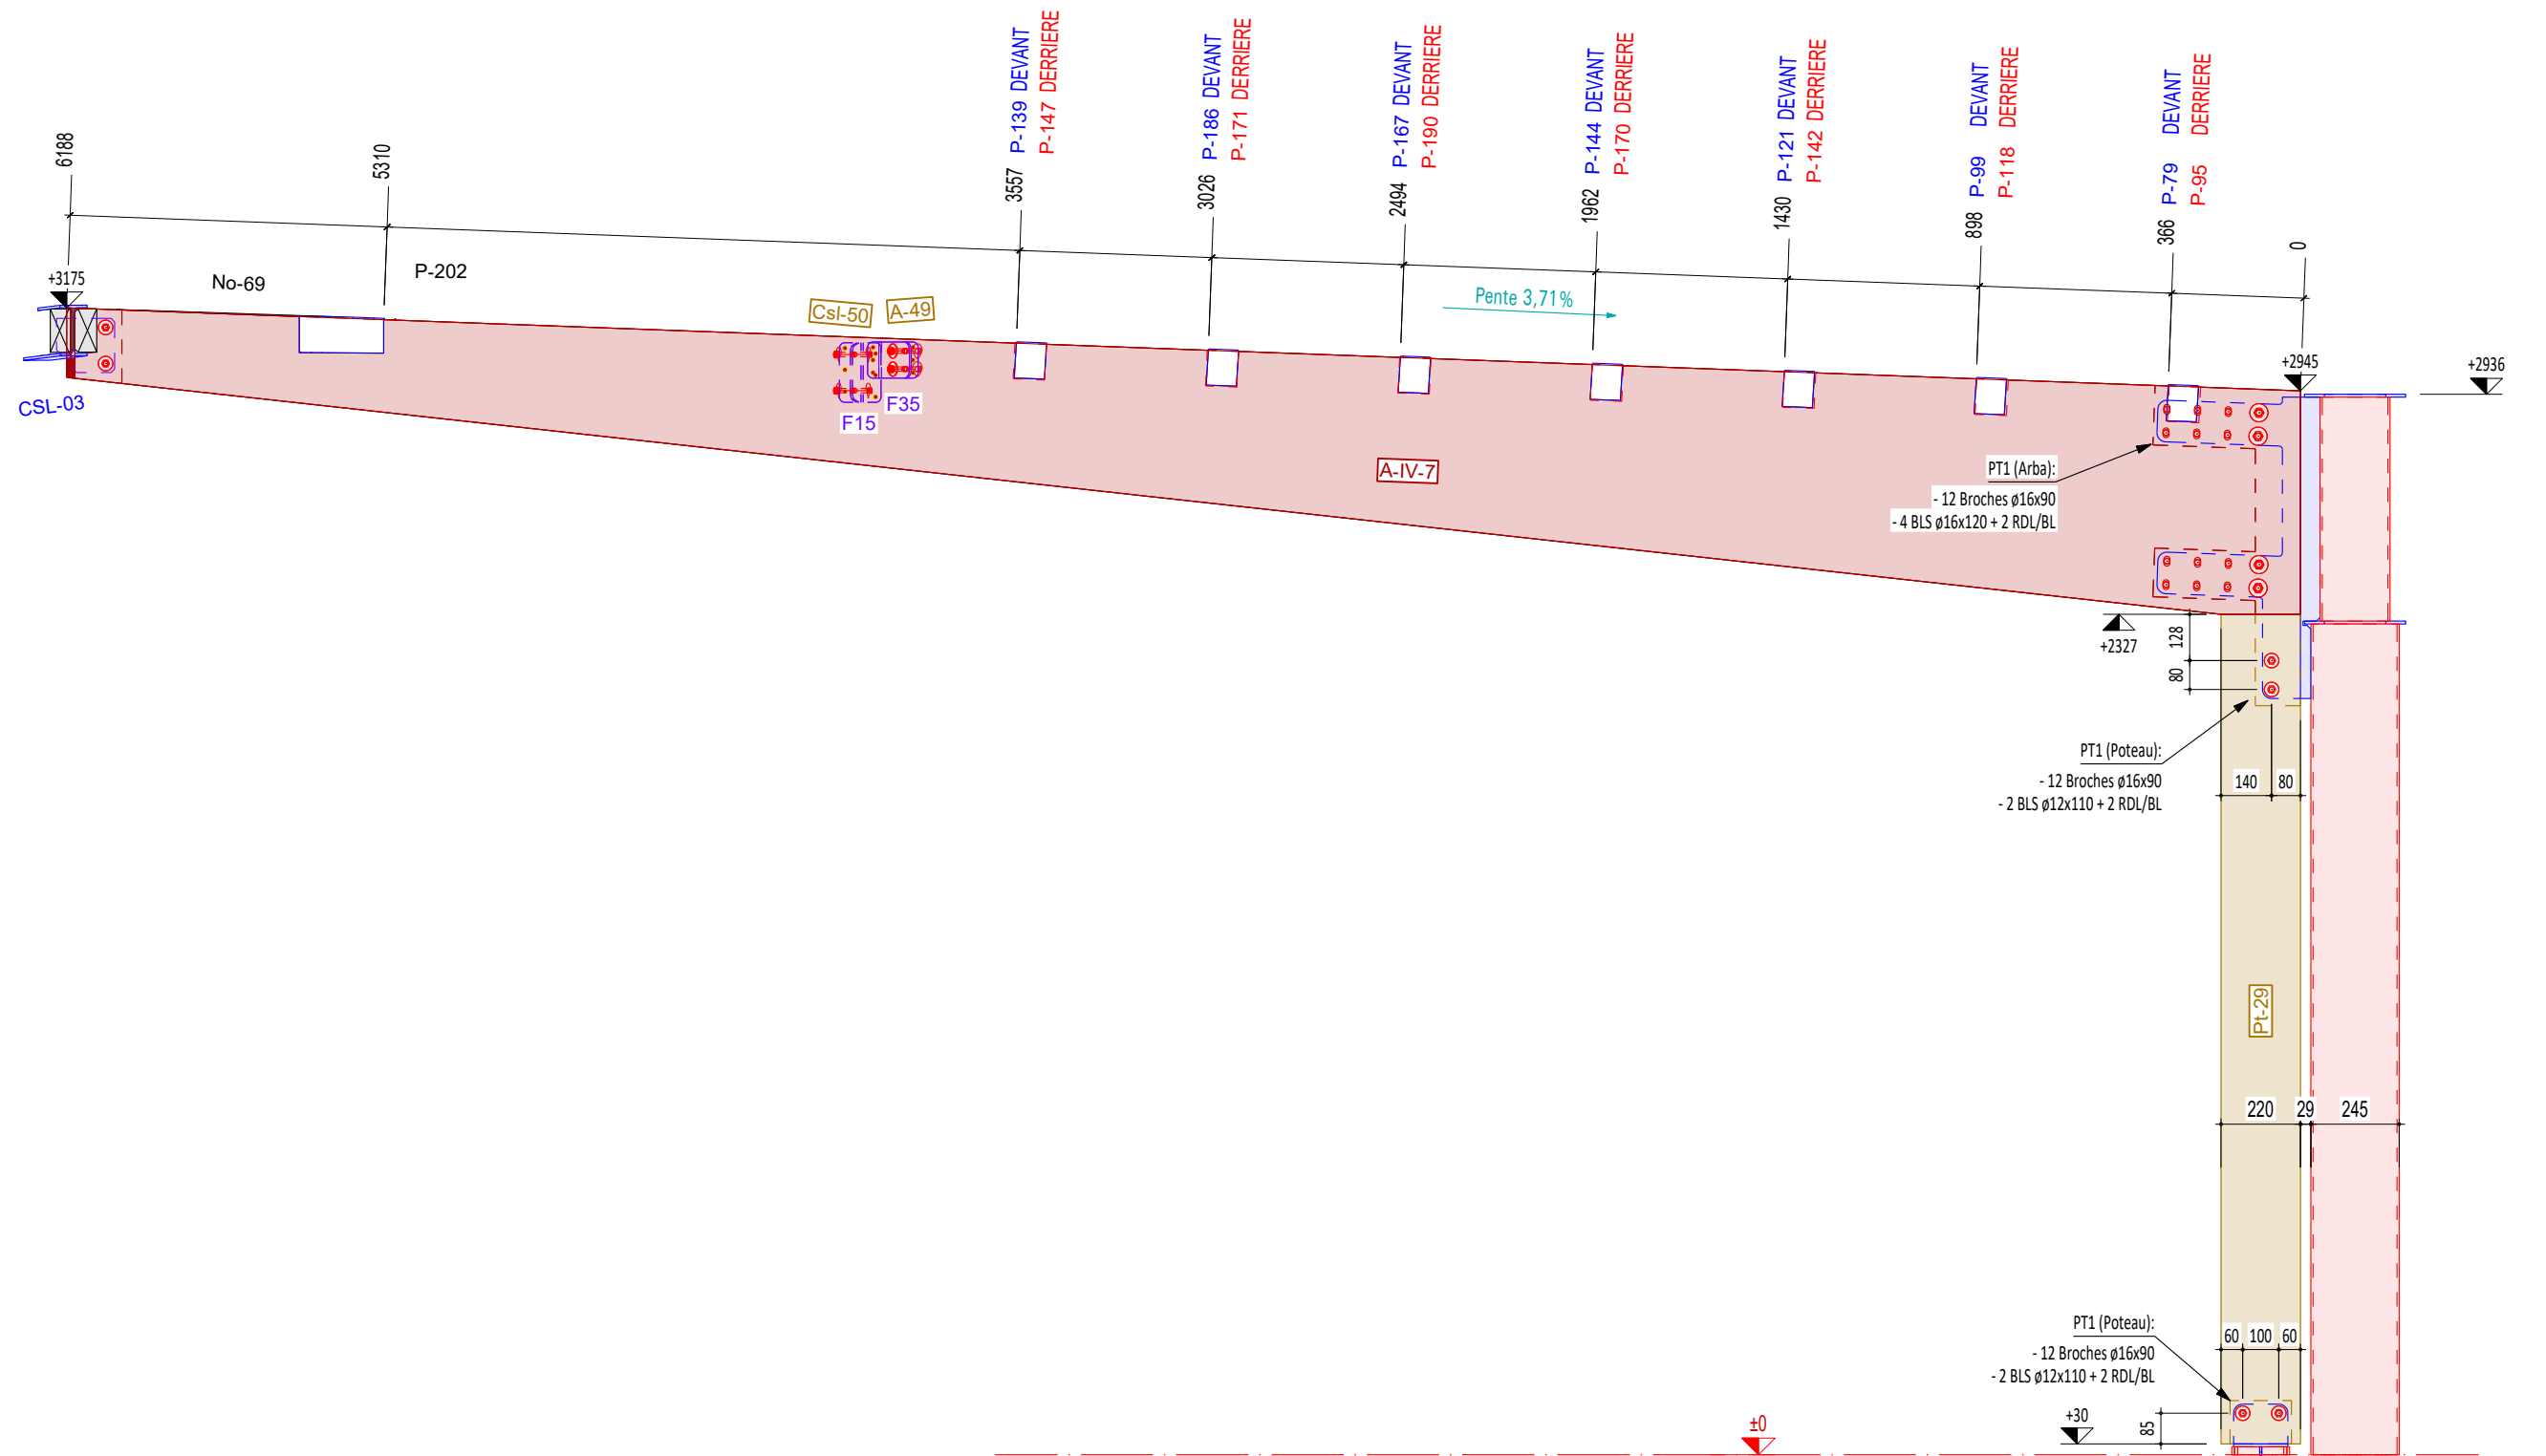 P-139 DEVANT
P-147 DERRIERE
P-186 DEVANT
P-171 DERRIERE
P-167 DEVANT
P-190 DERRIERE
P-144 DEVANT
P-170 DERRIERE
P-121 DEVANT
P-142 DERRIERE
P-99 DEVANT
P-118 DERRIERE
P-79 DEVANT
P-95 DERRIERE
6188
5310
3557
3026
2494
1962
1430
898
366
0
+3175
No-69
P-202
Csl-50
A-49
Pente 3,71%
+2945
+2936
CSL-03
F35
F15
A-IV-7
PT1 (Arba):
- 12 Broches ø16x90
- 4 BLS ø16x120 + 2 RDL/BL
+2327
128
80
PT1 (Poteau):
- 12 Broches ø16x90
- 2 BLS ø12x110 + 2 RDL/BL
140
80
Pt-29
220
29
245
PT1 (Poteau):
- 12 Broches ø16x90
- 2 BLS ø12x110 + 2 RDL/BL
60
100
60
±0
+30
85